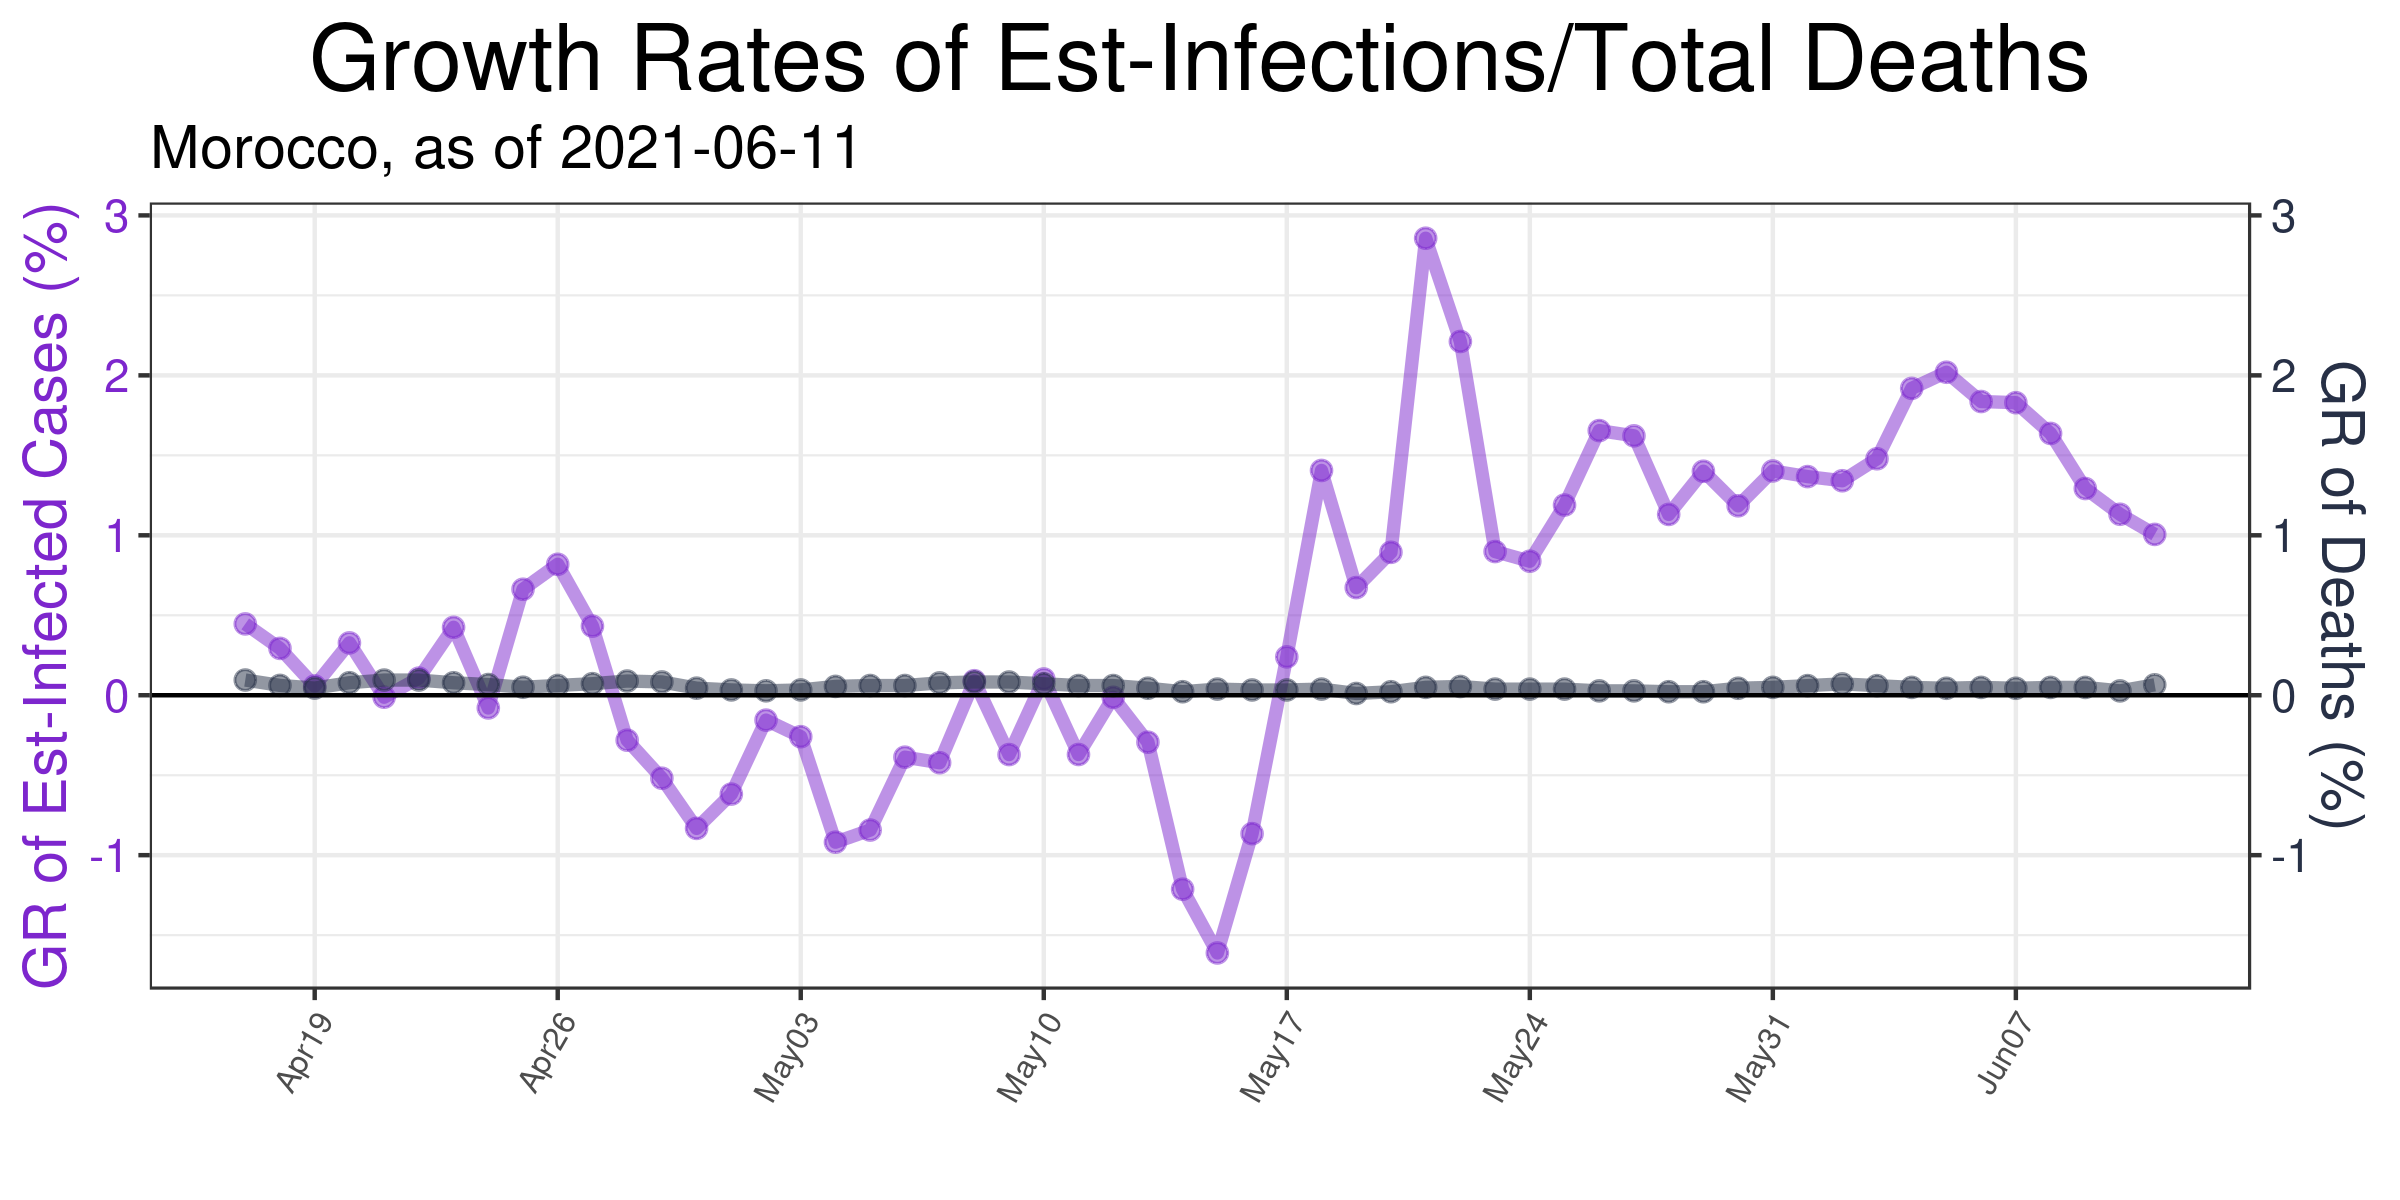 Growth Rates of Est-Infections/Total Deaths
Morocco, as of 2021-06-11
GR of Est-Infected Cases (%)
3
2
1
0
-1
3
2
1
0
-1
GR of Deaths (%)
Apr19
Apr26
May03
May10
May17
May24
May31
Jun07